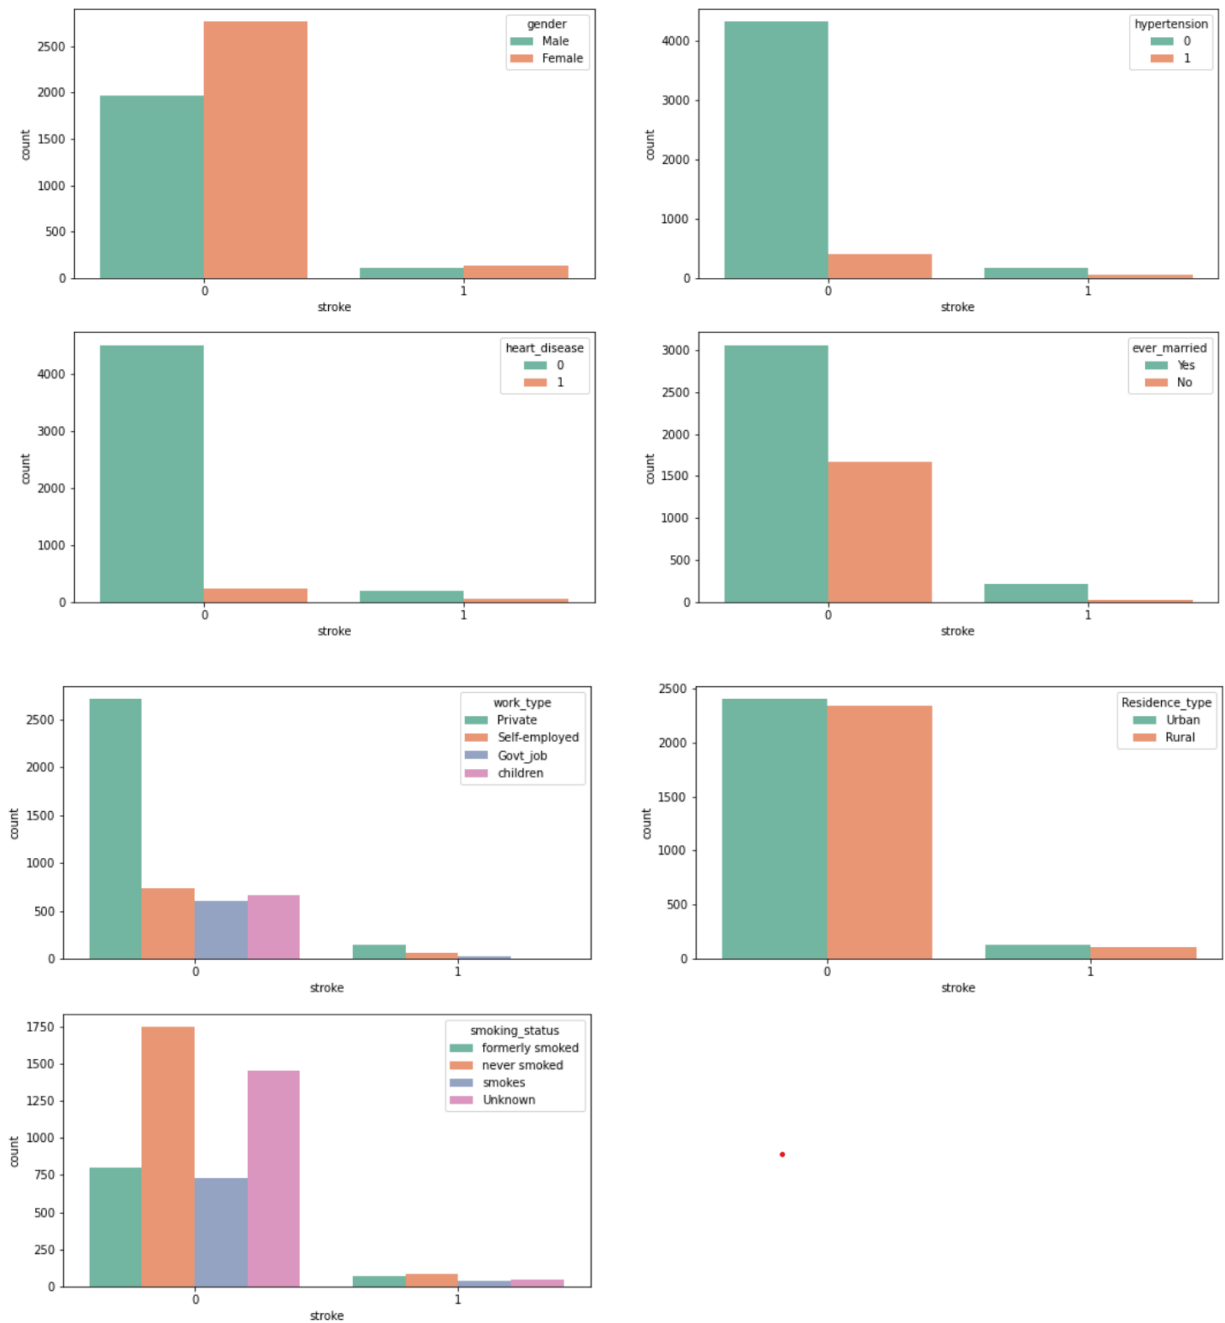 gender
Male
Female
2500
2000
1500
1000
500
0
count
0 1
stroke
hypertension
0
1
4000
3000
2000
1000
0
count
0 1
stroke
heart_disease
0
1
4000
3000
2000
1000
0
count
0 1
stroke
ever_married
Yes
No
3000
2500
2000
1500
1000
500
0
count
0 1
stroke
work_type
Private
Self-employed
Govt_job
children
2500
2000
1500
1000
500
0
count
0 1
stroke
Residence_type
Urban
Rural
2500
2000
1500
1000
500
0
count
0 1
stroke
smoking_status
formerly smoked
never smoked
smokes
Unknown
1750
1500
1250
1000
750
500
250
0
count
0 1
stroke